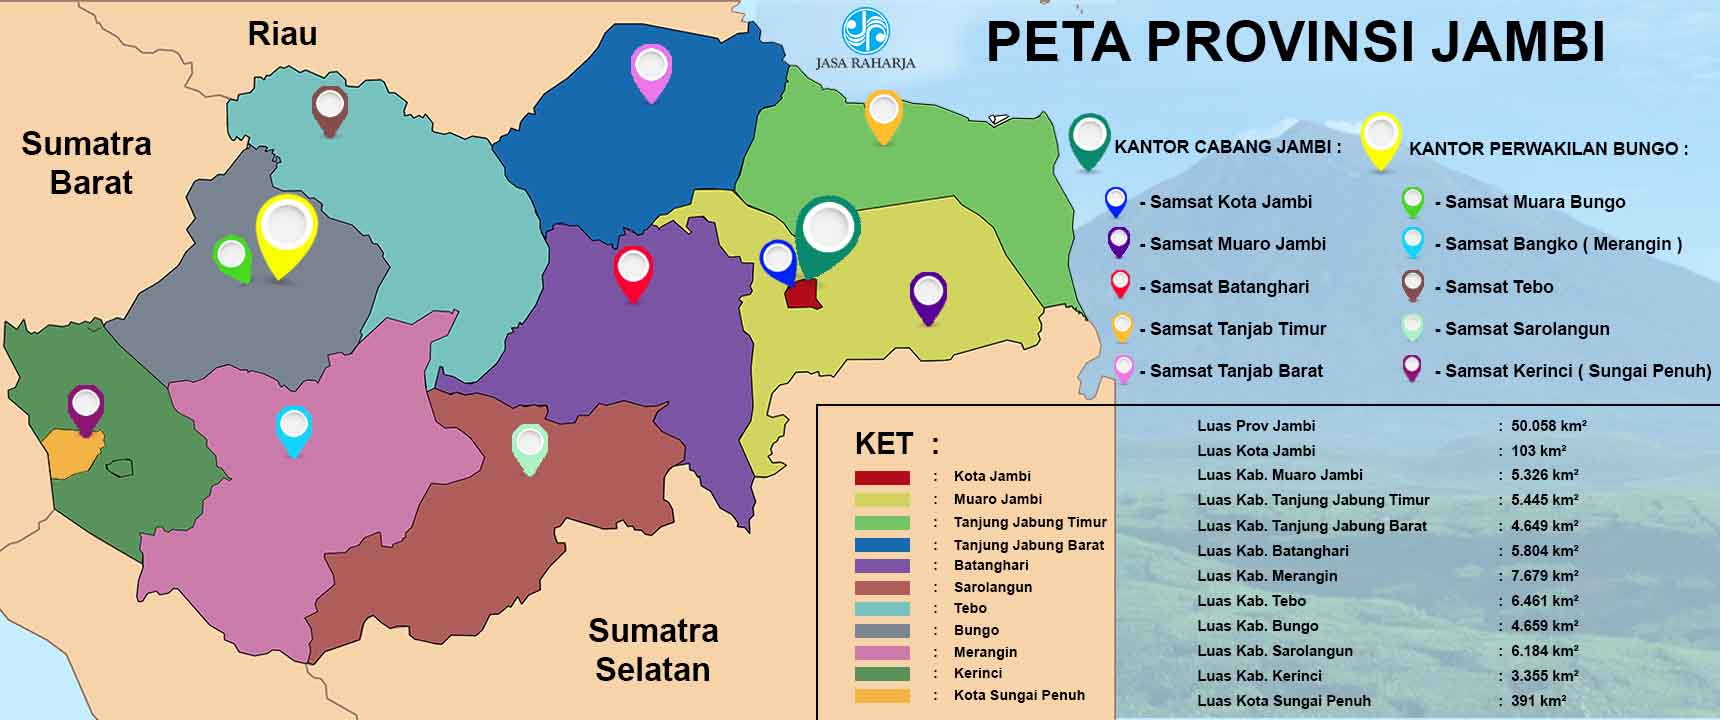 Riau
JASA RAHARJA
PETA PROVINSI JAMBI
Sumatra
Barat
KANTOR CABANG JAMBI :
- Samsat Kota Jambi
- Samsat Muaro Jambi
- Samsat Batanghari
- Samsat Tanjab Timur
- Samsat Tanjab Barat
KANTOR PERWAKILAN BUNGO :
- Samsat Muara Bungo
- Samsat Bangko ( Merangin )
- Samsat Tebo
- Samsat Sarolangun
- Samsat Kerinci ( Sungai Penuh)
Sumatra
Selatan
KET :
: Kota Jambi
: Muaro Jambi
: Tanjung Jabung Timur
: Tanjung Jabung Barat
: Batanghari
: Sarolangun
: Tebo
: Bungo
: Merangin
: Kerinci
: Kota Sungai Penuh
Luas Prov Jambi : 50.058 km²
Luas Kota Jambi : 103 km²
Luas Kab. Muaro Jambi : 5.326 km²
Luas Kab. Tanjung Jabung Timur : 5.445 km²
Luas Kab. Tanjung Jabung Barat : 4.649 km²
Luas Kab. Batanghari : 5.804 km²
Luas Kab. Merangin : 7.679 km²
Luas Kab. Tebo : 6.461 km²
Luas Kab. Bungo : 4.659 km²
Luas Kab. Sarolangun : 6.184 km²
Luas Kab. Kerinci : 3.355 km²
Luas Kota Sungai Penuh : 391 km²